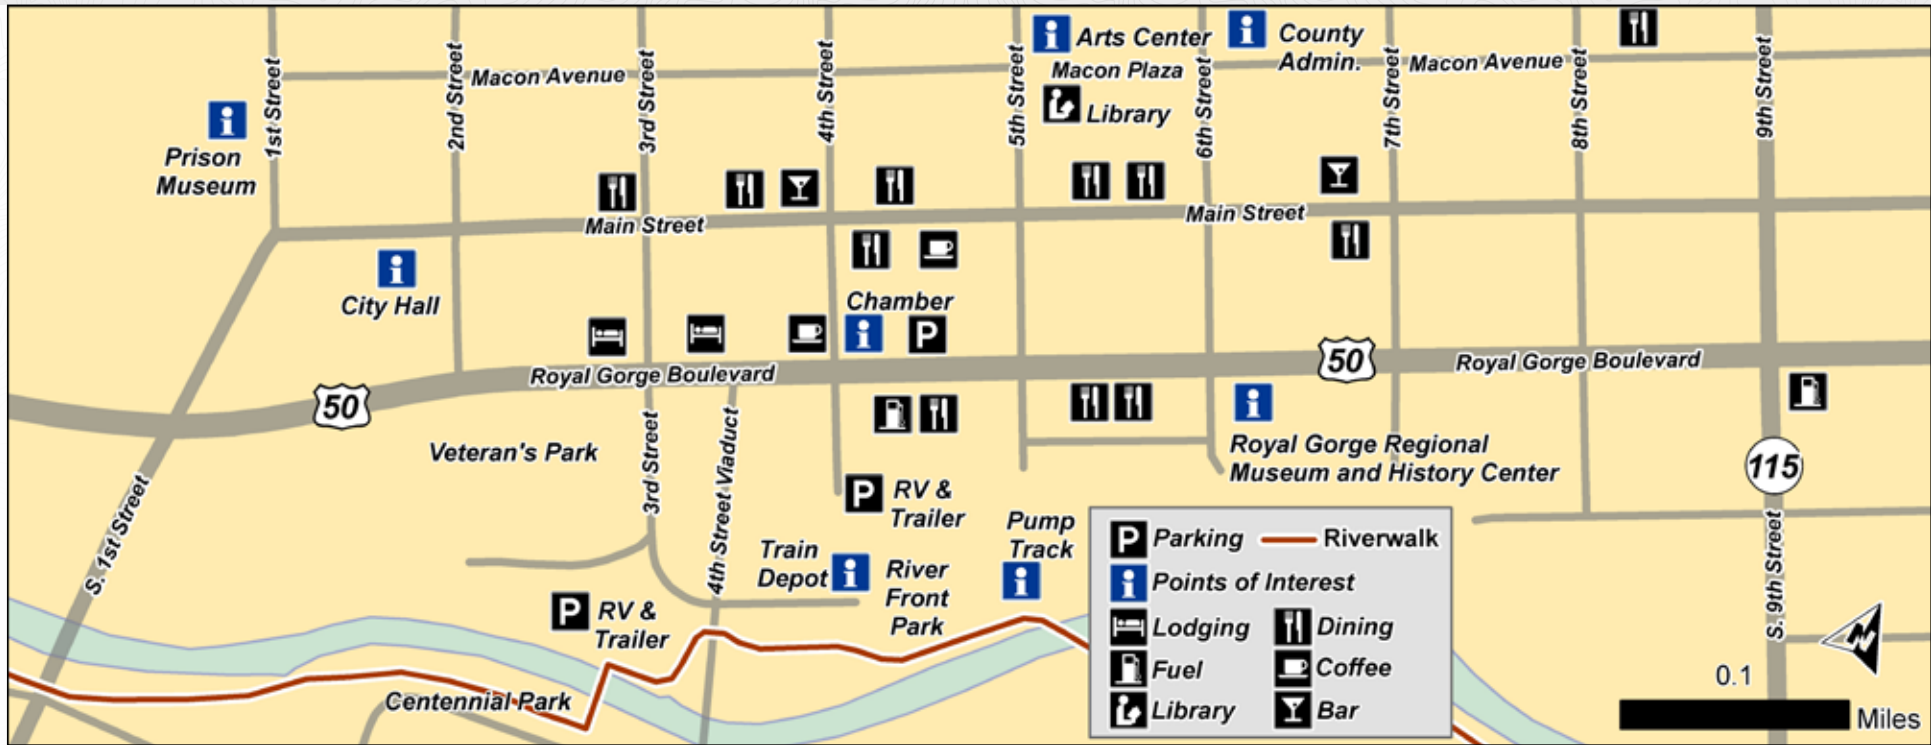 Arts Center
County
Admin.
Macon Avenue
Macon Plaza
Macon Avenue
1st Street
2nd Street
3rd Street
4th Street
5th Street
6th Street
7th Street
8th Street
9th Street
Library
Prison
Museum
Main Street
Main Street
City Hall
Chamber
P
Royal Gorge Boulevard
50
Royal Gorge Boulevard
50
Veteran's Park
3rd Street
4th Street Viaduct
Royal Gorge Regional
Museum and History Center
115
S. 1st Street
P
RV &
Trailer
Train
Depot
River
Front
Park
Pump
Track
P
RV &
Trailer
Centennial Park
S. 9th Street
P Parking
Riverwalk
Points of Interest
Lodging
Dining
Fuel
Coffee
Library
Bar
N
0.1
Miles